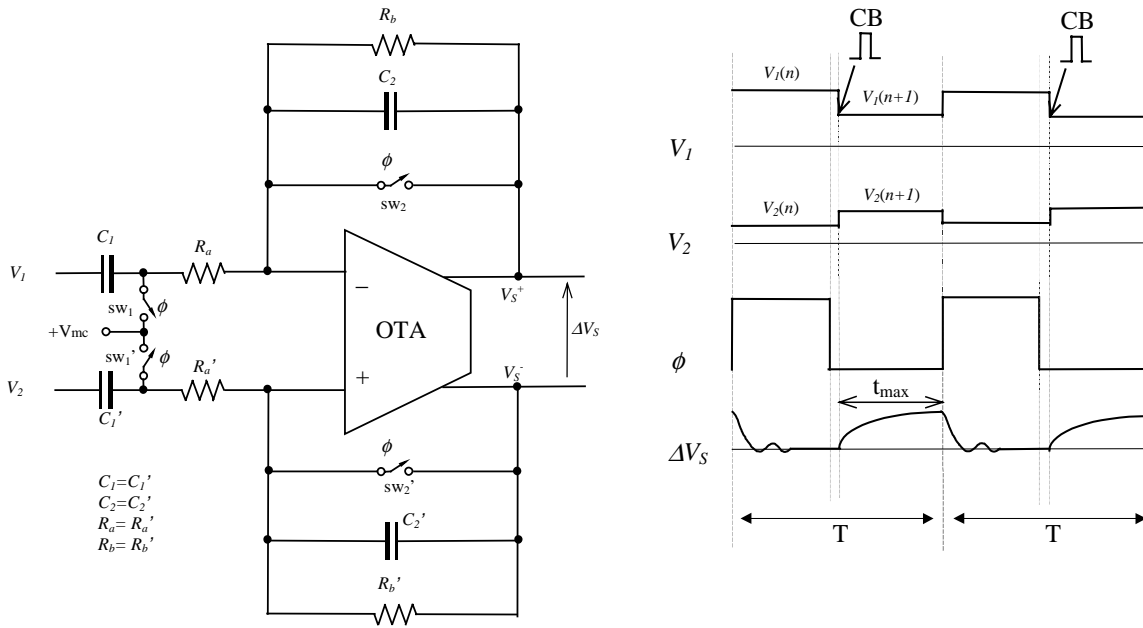 R_b
C_2
ϕ
sw_2
C_1
R_a
V_1
sw_1
ϕ
+V_mc
sw_1'
ϕ
R_a'
V_2
C_1'
−
+
OTA
V_S^+
ΔV_S
V_S^-
ϕ
sw_2'
C_2'
R_b'
C_1=C_1'
C_2=C_2'
R_a= R_a'
R_b= R_b'
CB
CB
V_1(n)
V_1(n+1)
V_1
V_2(n)
V_2(n+1)
V_2
ϕ
t_max
ΔV_S
T
T